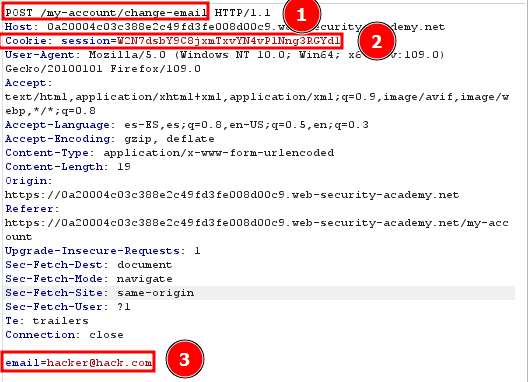 POST /my-account/change-email HTTP/1.1
1
Host: 0a20004c03c388e2c49fd3fe008d00c9.web-security-academy.net
Cookie: session=W2N7dsbY9C8jxmTxvYN4vPlNng3RGYdl
2
User-Agent: Mozilla/5.0 (Windows NT 10.0; Win64; x6 v:109.0)
Gecko/20100101 Firefox/109.0
Accept:
text/html,application/xhtml+xml,application/xml;q=0.9,image/avif,image/w
ebp,*/*;q=0.8
Accept-Language: es-ES,es;q=0.8,en-US;q=0.5,en;q=0.3
Accept-Encoding: gzip, deflate
Content-Type: application/x-www-form-urlencoded
Content-Length: 19
Origin:
https://0a20004c03c388e2c49fd3fe008d00c9.web-security-academy.net
Referer:
https://0a20004c03c388e2c49fd3fe008d00c9.web-security-academy.net/my-acc
ount
Upgrade-Insecure-Requests: 1
Sec-Fetch-Dest: document
Sec-Fetch-Mode: navigate
Sec-Fetch-Site: same-origin
Sec-Fetch-User: ?1
Te: trailers
Connection: close
email=hacker@hack.com
3